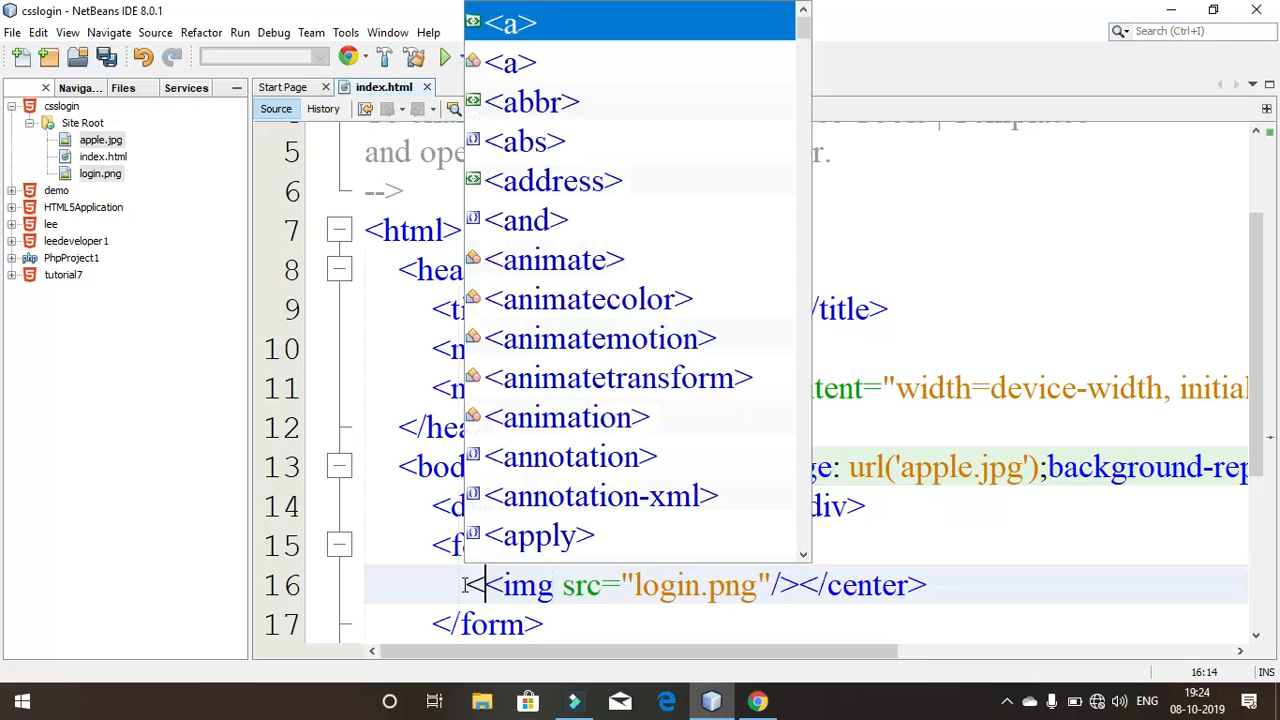 csslogin - NetBeans IDE 8.0.1
File Edit View Navigate Source Refactor Run Debug Team Tools Window Help
Search (Ctrl+I)
Naviga... Files Services
Start Page index.html
Source History
csslogin
Site Root
apple.jpg
index.html
login.png
demo
HTML5Application
lee
leedeveloper1
PhpProject1
tutorial7
<a>
<a>
<abbr>
<abs>
<address>
<and>
<animate>
<animatecolor>
<animatemotion>
<animatetransform>
<animation>
<annotation>
<annotation-xml>
<apply>
5 and ope r.
6 -->
7 <html>
8 <hea
9 <ti /title>
10 <m
11 <m tent="width=device-width, initial
12 </hea
13 <body ge: url('apple.jpg');background-rep
14 <d div>
15 <fo
16 <<img src="login.png"/></center>
17 </form>
16:14 INS
ENG 19:24
08-10-2019